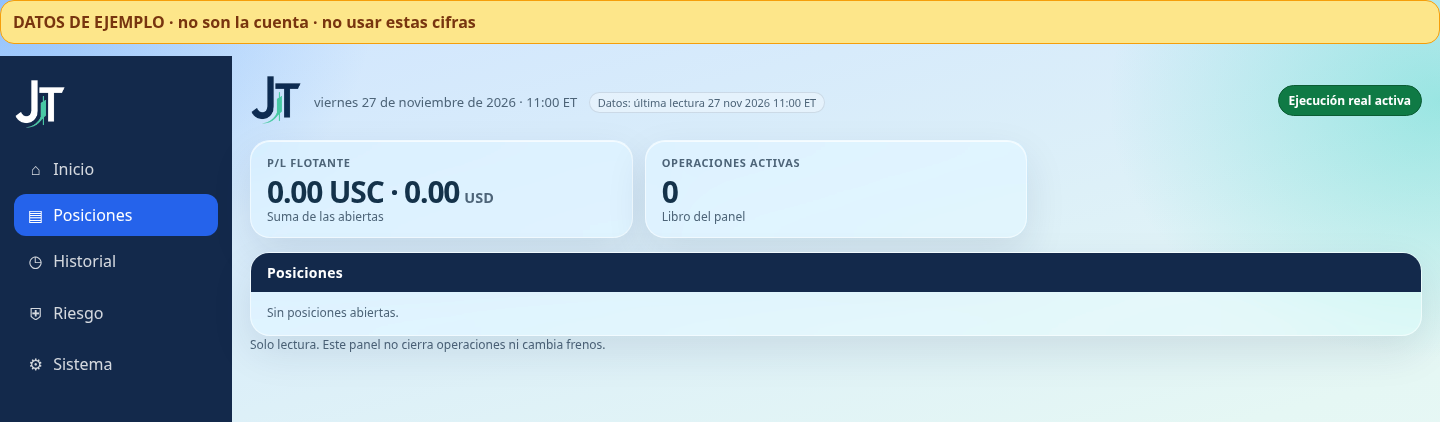 DATOS DE EJEMPLO · no son la cuenta · no usar estas cifras
JT
Inicio
Posiciones
Historial
Riesgo
Sistema
JT
viernes 27 de noviembre de 2026 · 11:00 ET
Datos: última lectura 27 nov 2026 11:00 ET
Ejecución real activa
P/L FLOTANTE
0.00 USC · 0.00 USD
Suma de las abiertas
OPERACIONES ACTIVAS
0
Libro del panel
Posiciones
Sin posiciones abiertas.
Solo lectura. Este panel no cierra operaciones ni cambia frenos.